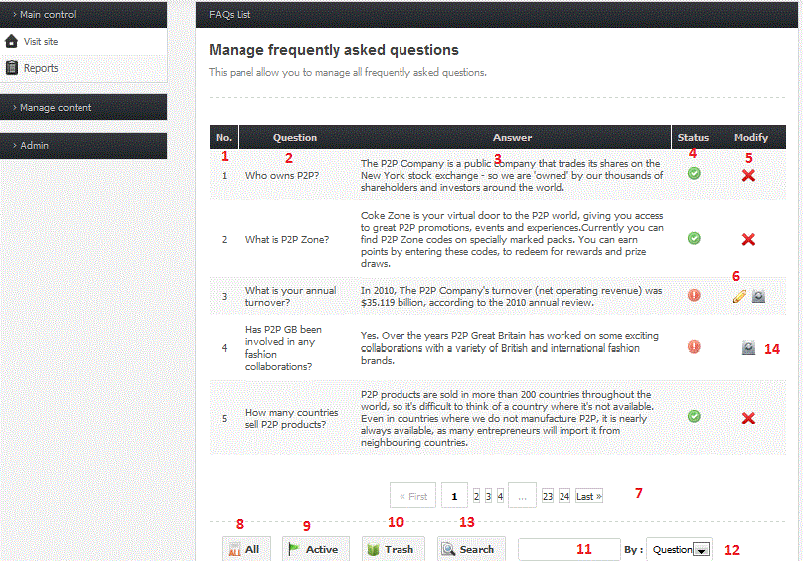 › Main control
Visit site
Reports
› Manage content
› Admin
FAQs List
Manage frequently asked questions
This panel allow you to manage all frequently asked questions.
No. Question Answer Status Modify
1 2 3 4 5
1 Who owns P2P? The P2P Company is a public company that trades its shares on the
New York stock exchange - so we are 'owned' by our thousands of
shareholders and investors around the world.
2 What is P2P Zone? Coke Zone is your virtual door to the P2P world, giving you access
to great P2P promotions, events and experiences.Currently you can
find P2P Zone codes on specially marked packs. You can earn
points by entering these codes, to redeem for rewards and prize
draws.
6
3 What is your annual
turnover?
In 2010, The P2P Company's turnover (net operating revenue) was
$35.119 billion, according to the 2010 annual review.
4 Has P2P GB been
involved in any
fashion
collaborations?
Yes. Over the years P2P Great Britain has worked on some exciting
collaborations with a variety of British and international fashion
brands.
14
5 How many countries
sell P2P products?
P2P products are sold in more than 200 countries throughout the
world, so it's difficult to think of a country where it's not available.
Even in countries where we do not manufacture P2P, it is nearly
always available, as many entrepreneurs will import it from
neighbouring countries.
« First 1 2 3 4 ... 23 24 Last » 7
8 9 10 13
ALL All Active Trash Search 11 By : Question 12